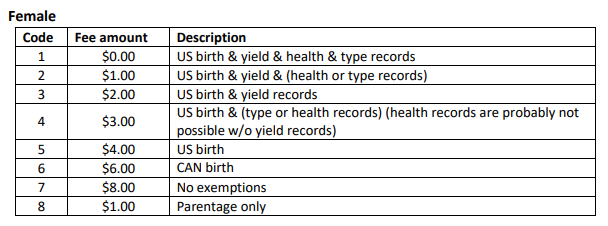 Female
Code Fee amount Description
1 $0.00 US birth & yield & health & type records
2 $1.00 US birth & yield & (health or type records)
3 $2.00 US birth & yield records
4 $3.00 US birth & (type or health records) (health records are probably not
possible w/o yield records)
5 $4.00 US birth
6 $6.00 CAN birth
7 $8.00 No exemptions
8 $1.00 Parentage only